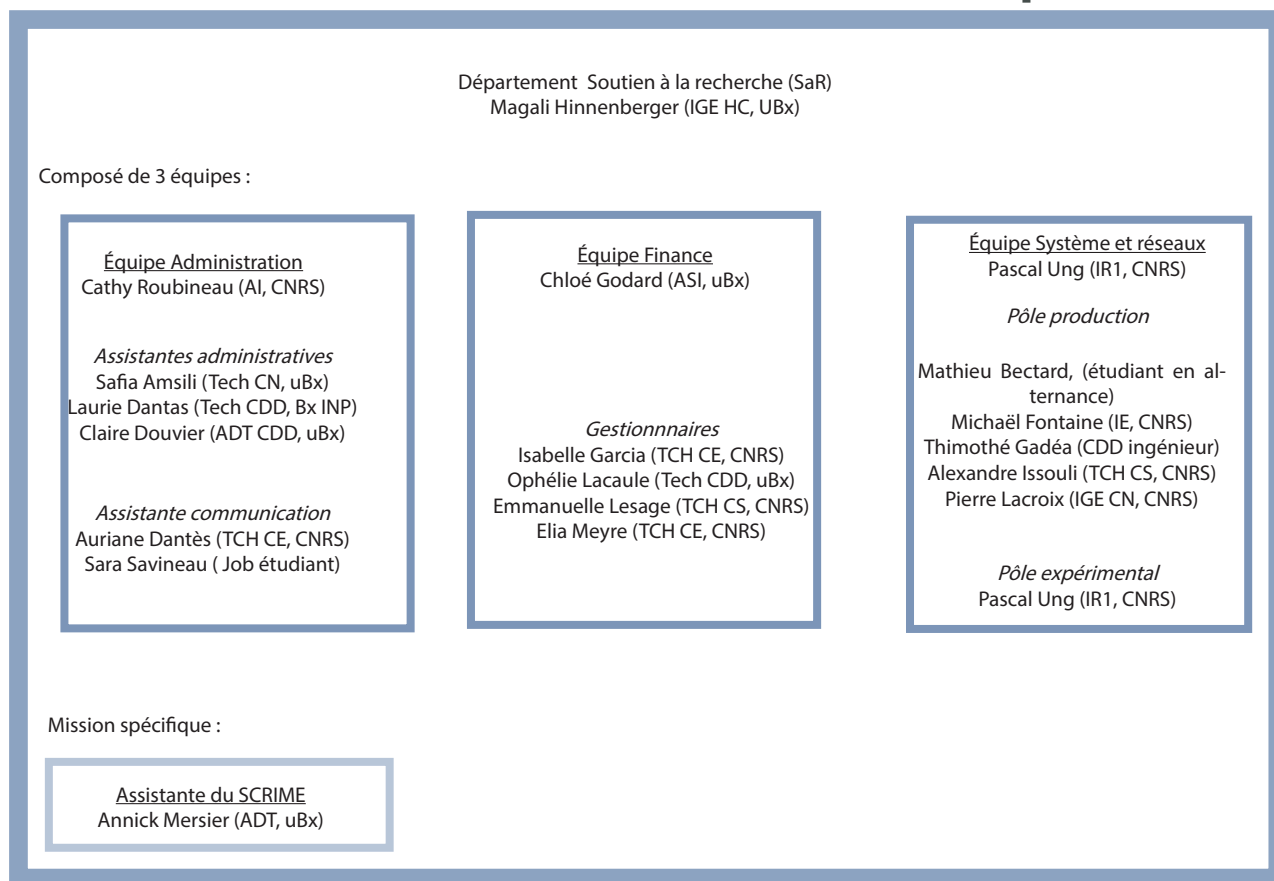 Département Soutien à la recherche (SaR)
Magali Hinnenberger (IGE HC, UBx)
Composé de 3 équipes :
Équipe Administration
Cathy Roubineau (AI, CNRS)
Assistantes administratives
Safia Amsili (Tech CN, uBx)
Laurie Dantas (Tech CDD, Bx INP)
Claire Douvier (ADT CDD, uBx)
Assistante communication
Auriane Dantès (TCH CE, CNRS)
Sara Savineau ( Job étudiant)
Équipe Finance
Chloé Godard (ASI, uBx)
Gestionnnaires
Isabelle Garcia (TCH CE, CNRS)
Ophélie Lacaule (Tech CDD, uBx)
Emmanuelle Lesage (TCH CS, CNRS)
Elia Meyre (TCH CE, CNRS)
Équipe Système et réseaux
Pascal Ung (IR1, CNRS)
Pôle production
Mathieu Bectard, (étudiant en al-
ternance)
Michaël Fontaine (IE, CNRS)
Thimothé Gadéa (CDD ingénieur)
Alexandre Issouli (TCH CS, CNRS)
Pierre Lacroix (IGE CN, CNRS)
Pôle expérimental
Pascal Ung (IR1, CNRS)
Mission spécifique :
Assistante du SCRIME
Annick Mersier (ADT, uBx)